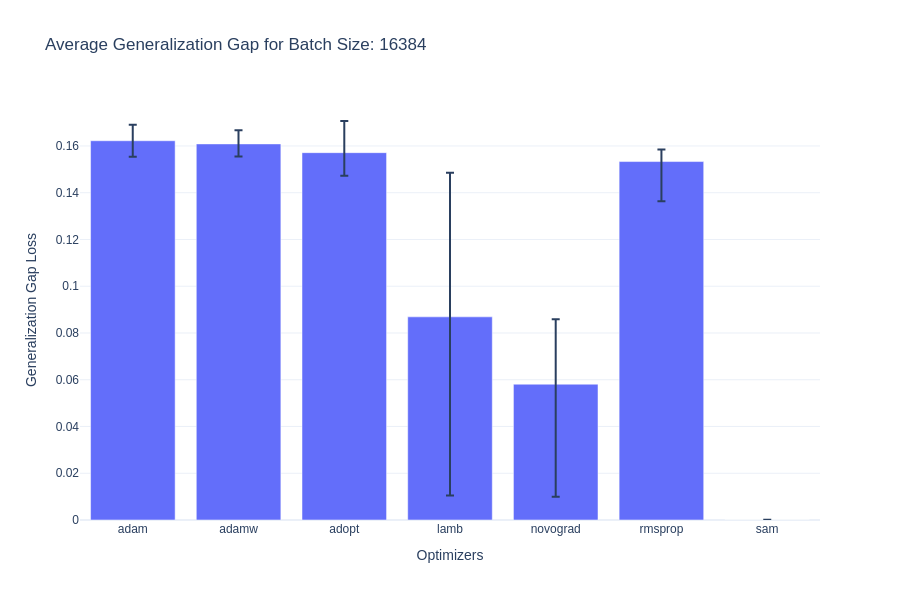 Average Generalization Gap for Batch Size: 16384
Generalization Gap Loss
0.16
0.14
0.12
0.1
0.08
0.06
0.04
0.02
0
adam adamw adopt lamb novograd rmsprop sam
Optimizers